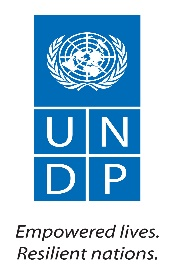 U N
D P
Empowered lives.
Resilient nations.